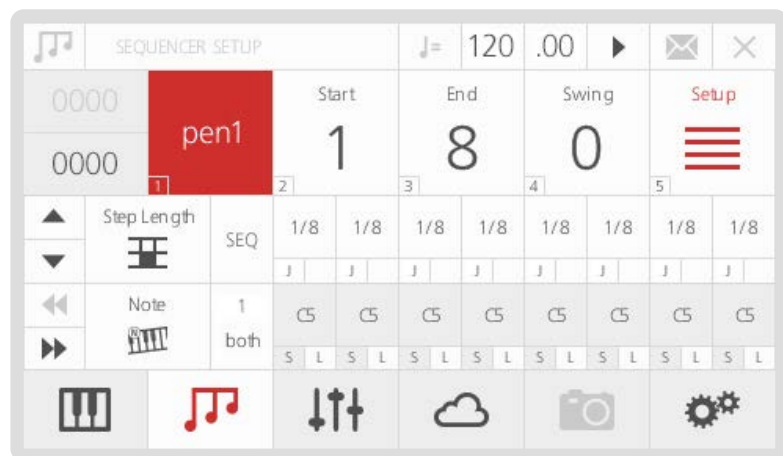 SEQUENCER SETUP = 120 .00
0000 pen1 Start End Swing Setup
0000 1 8 0
1 2 3 4 5
Step Length SEQ 1/8 1/8 1/8 1/8 1/8 1/8 1/8 1/8
J J J J J J J J
Note N 1 C5 C5 C5 C5 C5 C5 C5 C5
both S L S L S L S L S L S L S L S L